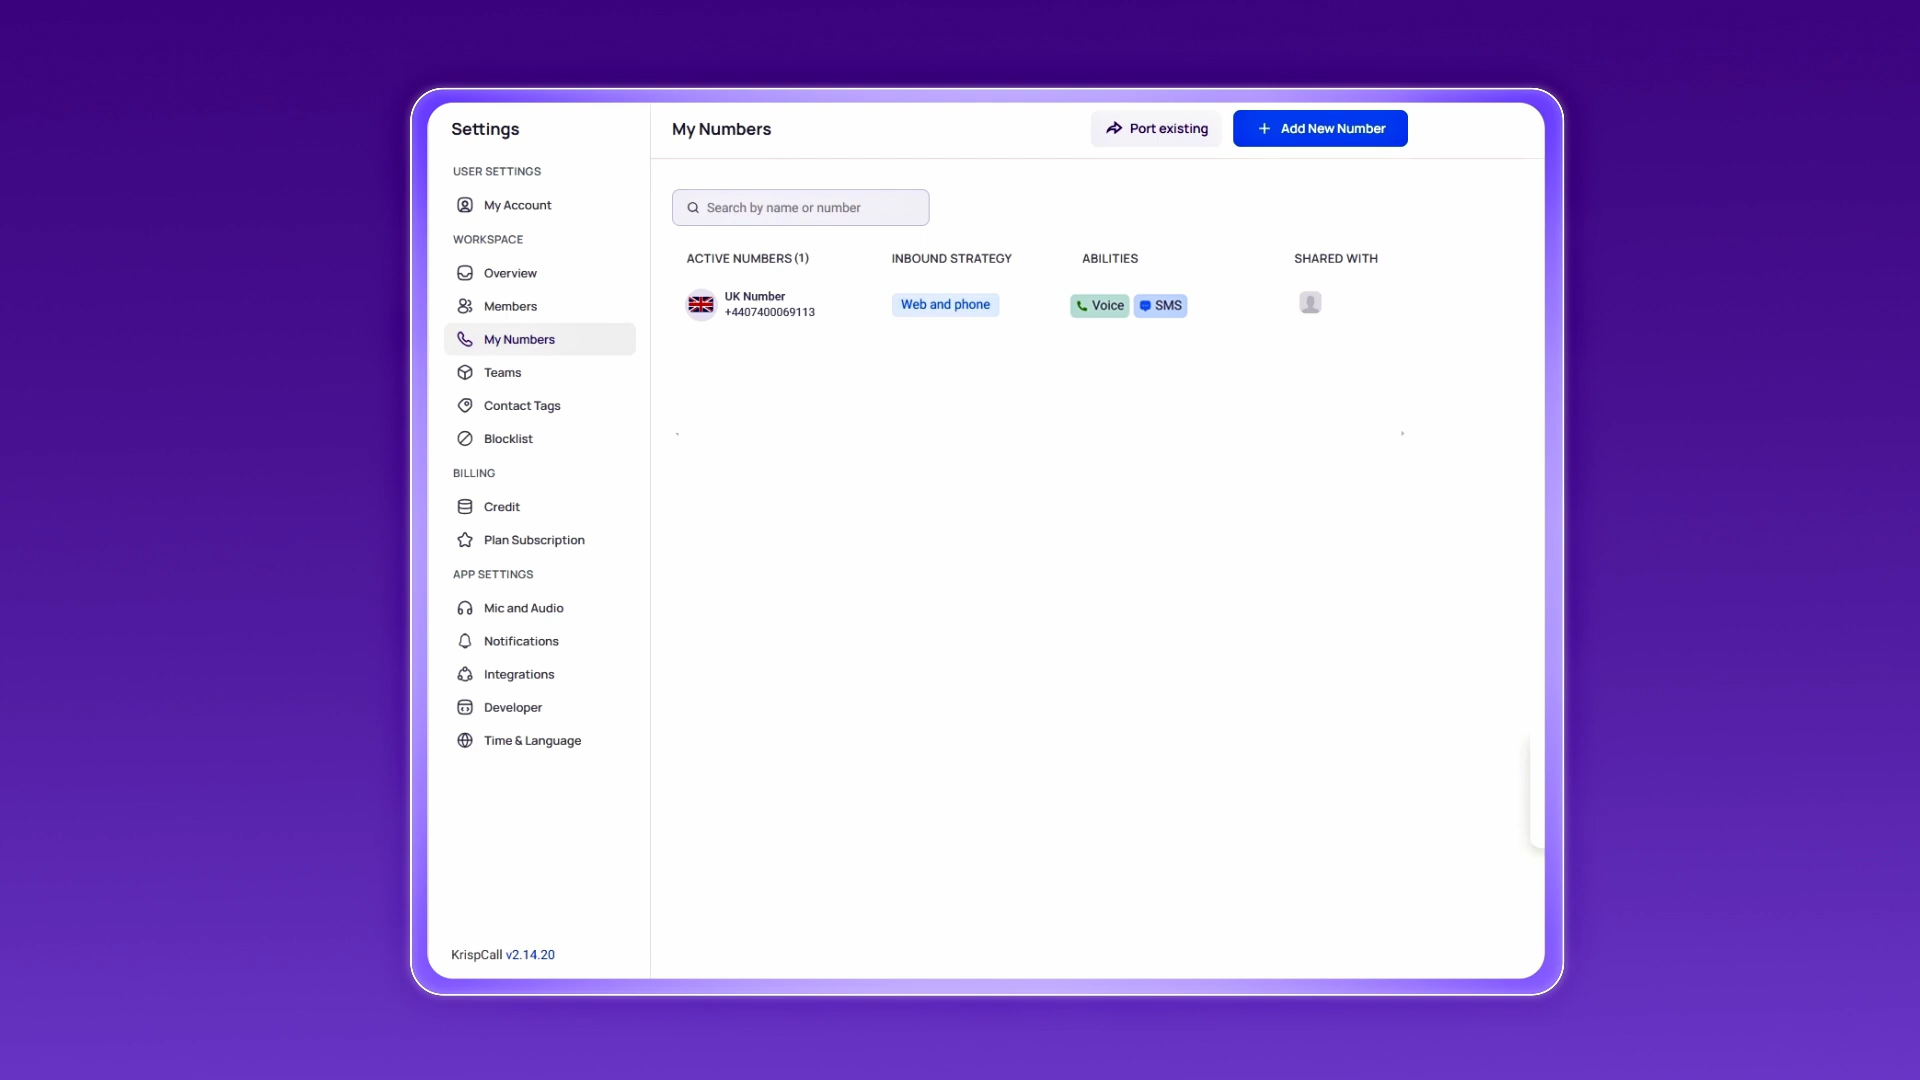 Settings
USER SETTINGS
My Account
WORKSPACE
Overview
Members
My Numbers
Teams
Contact Tags
Blocklist
BILLING
Credit
Plan Subscription
APP SETTINGS
Mic and Audio
Notifications
Integrations
Developer
Time & Language
KrispCall v2.14.20
My Numbers
Port existing
Add New Number
Search by name or number
ACTIVE NUMBERS (1) INBOUND STRATEGY ABILITIES SHARED WITH
UK Number
+4407400069113
Web and phone
Voice
SMS